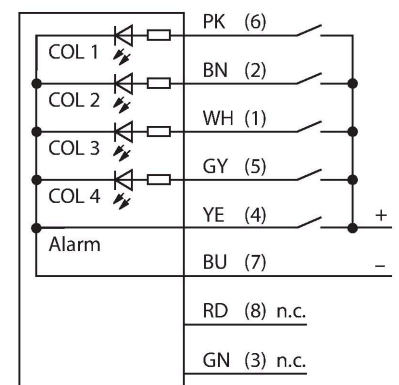 PK (6)
COL 1
BN (2)
COL 2
WH (1)
COL 3
GY (5)
COL 4
YE (4) +
Alarm
BU (7) –
RD (8) n.c.
GN (3) n.c.